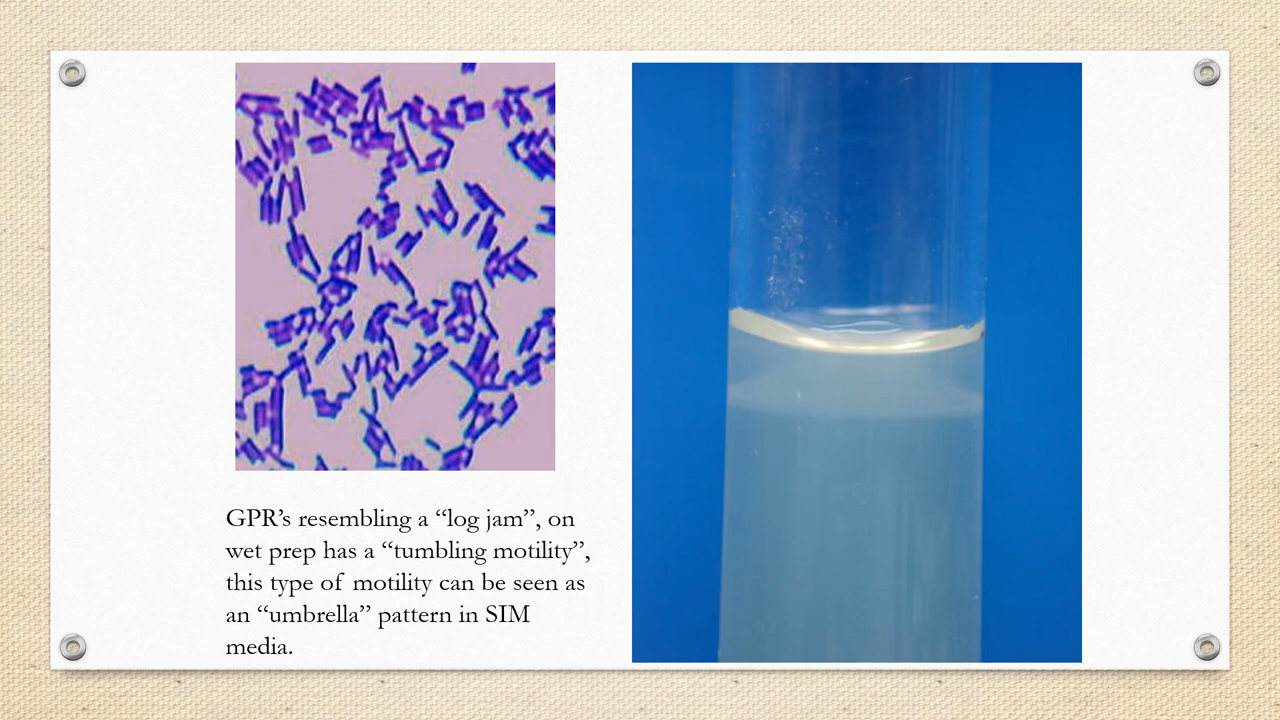 GPR’s resembling a “log jam”, on
wet prep has a “tumbling motility”,
this type of motility can be seen as
an “umbrella” pattern in SIM
media.